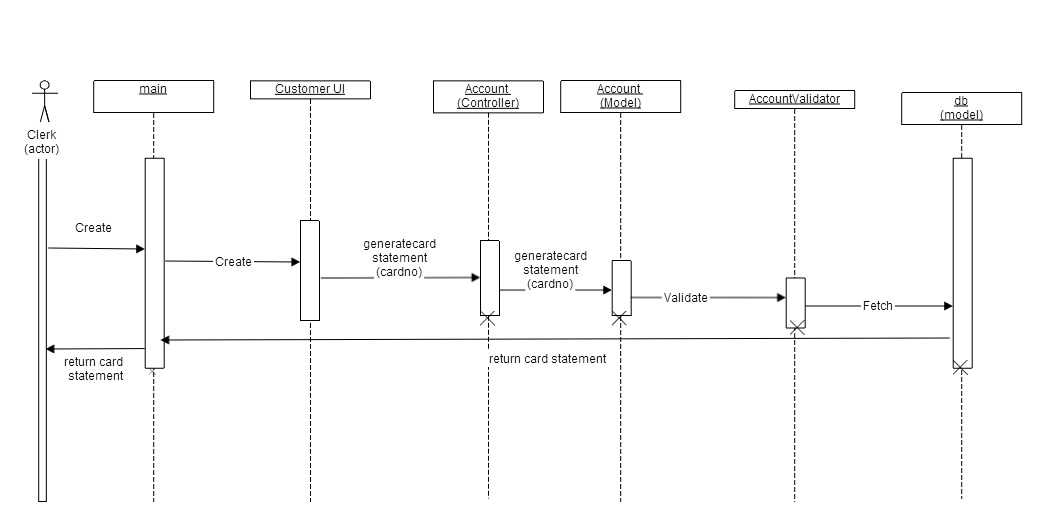 main
Customer UI
Account
(Controller)
Account
(Model)
AccountValidator
db
(model)
Clerk
(actor)
Create
Create
generatecard
statement
(cardno)
generatecard
statement
(cardno)
Validate
Fetch
return card
statement
return card statement